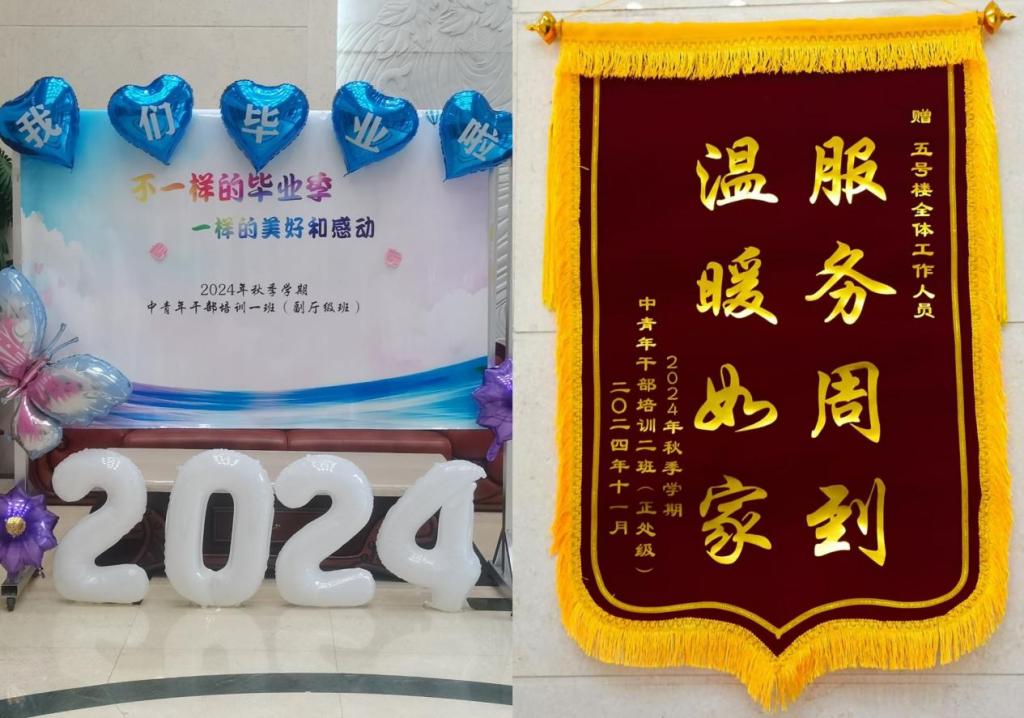 我们毕业啦
不一样的毕业季
一样的美好和感动
2024年秋季学期
中青年干部培训一班（副厅级班）
2024
赠 五号楼全体工作人员
服务周到
温暖如家
2024年秋季学期
中青年干部培训二班（正处级）
二〇二四年十一月